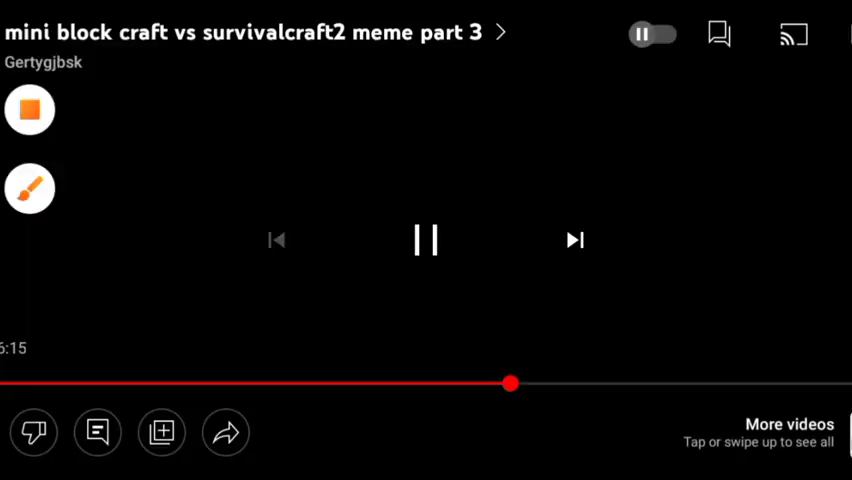 mini block craft vs survivalcraft2 meme part 3
Gertygjbsk
6:15
More videos
Tap or swipe up to see all